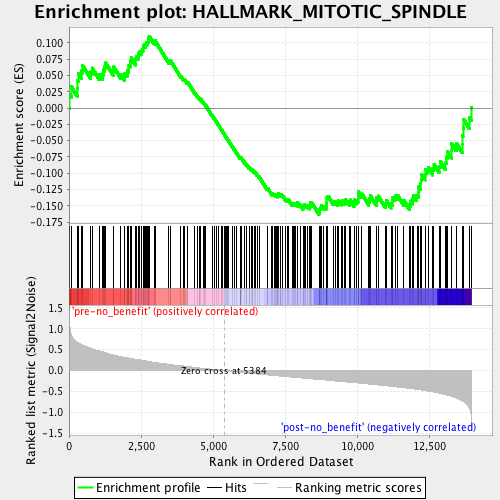 Enrichment plot: HALLMARK_MITOTIC_SPINDLE
Enrichment score (ES)
0.100
0.075
0.050
0.025
0.000
-0.025
-0.050
-0.075
-0.100
-0.125
-0.150
-0.175
'pre-no_benefit' (positively correlated)
Ranked list metric (Signal2Noise)
1.5
1.0
0.5
0.0
-0.5
-1.0
-1.5
Zero cross at 5384
'post-no_benefit' (negatively correlated)
0
2,500
5,000
7,500
10,000
12,500
Rank in Ordered Dataset
Enrichment profile
Hits
Ranking metric scores